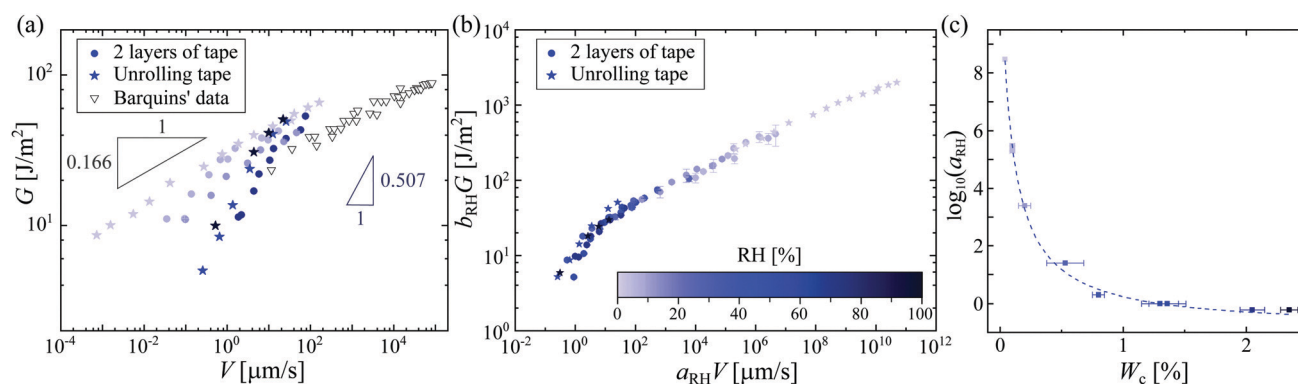 (a)
2 layers of tape
Unrolling tape
Barquins' data
10²
10¹
G [J/m²]
1
0.166
0.507
1
10⁻⁴
10⁻²
10⁰
10²
10⁴
V [μm/s]
(b)
2 layers of tape
Unrolling tape
10⁴
10³
10²
10¹
10⁰
b_RH G [J/m²]
RH [%]
0 20 40 60 80 100
10⁻²
10⁰
10²
10⁴
10⁶
10⁸
10¹⁰
10¹²
a_RH V [μm/s]
(c)
8
6
4
2
0
log₁₀(a_RH)
0 1 2
W_c [%]